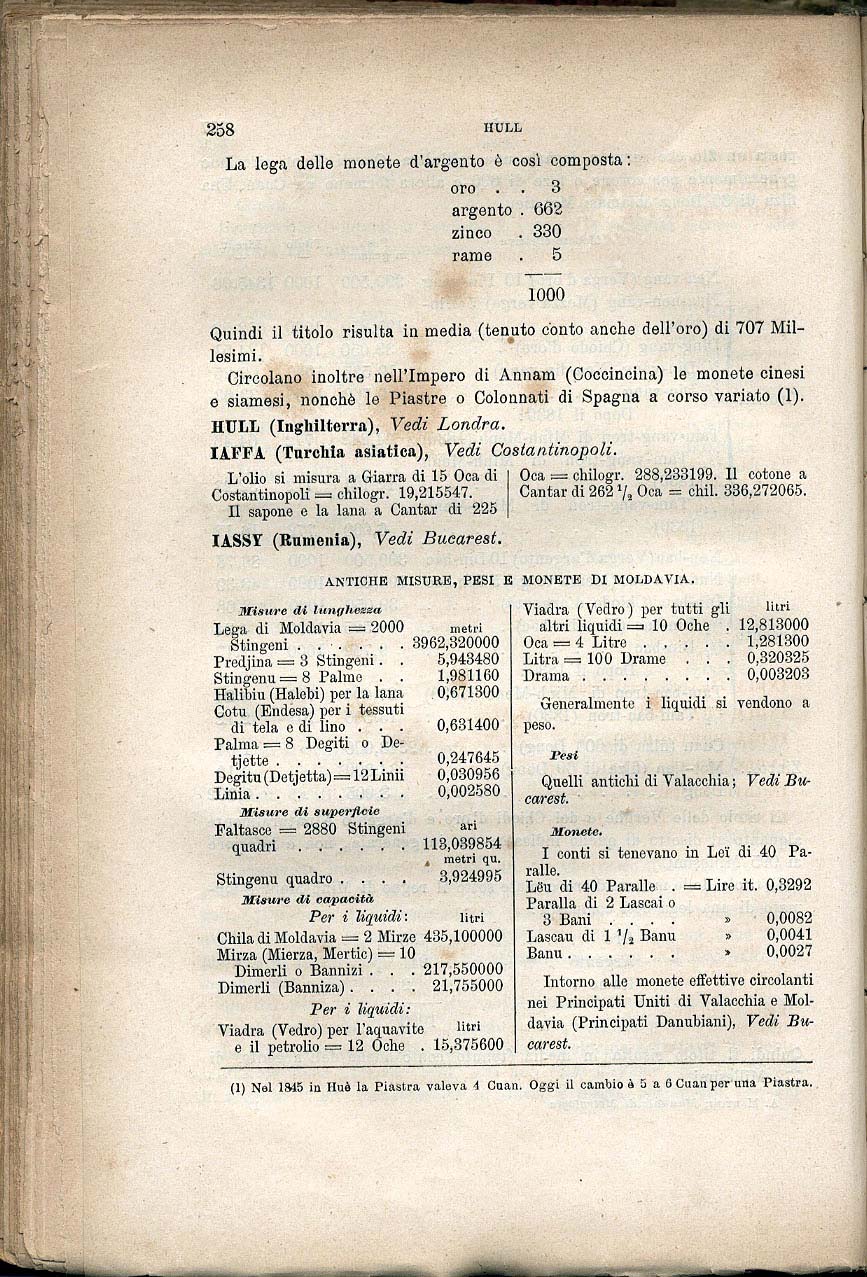 258 HULL
La lega delle monete d'argento è così composta:
oro . . 3
argento . 662
zinco . 330
rame . 5
1000
Quindi il titolo risulta in media (tenuto conto anche dell'oro) di 707 Mil-
lesimi.
Circolano inoltre nell'Impero di Annam (Coccincina) le monete cinesi
e siamesi, nonchè le Piastre o Colonnati di Spagna a corso variato (1).
HULL (Inghilterra), Vedi Londra.
IAFFA (Turchia asiatica), Vedi Costantinopoli.
L'olio si misura a Giarra di 15 Oca di
Costantinopoli = chilogr. 19,215547.
Il sapone e la lana a Cantar di 225
Oca = chilogr. 288,233199. Il cotone a
Cantar di 262 1/2 Oca = chil. 336,272065.
IASSY (Rumenia), Vedi Bucarest.
ANTICHE MISURE, PESI E MONETE DI MOLDAVIA.
Misure di lunghezza
Lega di Moldavia = 2000 metri
Stingeni . . . . . . 3962,320000
Predjina = 3 Stingeni . . 5,943480
Stingenu = 8 Palme . . 1,981160
Halibiu (Halebi) per la lana 0,671300
Cotu (Endesa) per i tessuti
di tela e di lino . . . 0,631400
Palma = 8 Degiti o De-
tjette . . . . . . . 0,247645
Degitu (Detjetta) = 12 Linii 0,030956
Linia . . . . . . . . 0,002580
Misure di superficie
Faltasce = 2880 Stingeni ari
quadri . . . . . . 113,039854
metri qu.
Stingenu quadro . . . . 3,924995
Misure di capacità
Per i liquidi: litri
Chila di Moldavia = 2 Mirze 435,100000
Mirza (Mierza, Mertic) = 10
Dimerli o Bannizi . . . 217,550000
Dimerli (Banniza) . . . . 21,755000
Per i liquidi:
Viadra (Vedro) per l'aquavite litri
e il petrolio = 12 Oche . 15,375600
Viadra (Vedro) per tutti gli litri
altri liquidi = 10 Oche . 12,813000
Oca = 4 Litre . . . . . 1,281300
Litra = 100 Drame . . . 0,320325
Drama . . . . . . . . 0,003203
Generalmente i liquidi si vendono a
peso.
Pesi
Quelli antichi di Valacchia; Vedi Bu-
carest.
Monete.
I conti si tenevano in Leï di 40 Pa-
ralle.
Lëu di 40 Paralle . = Lire it. 0,3292
Paralla di 2 Lascai o
3 Bani . . . . » 0,0082
Lascau di 1 1/2 Banu » 0,0041
Banu . . . . . . » 0,0027
Intorno alle monete effettive circolanti
nei Principati Uniti di Valacchia e Mol-
davia (Principati Danubiani), Vedi Bu-
carest.
(1) Nel 1845 in Huè la Piastra valeva 4 Cuan. Oggi il cambio è 5 a 6 Cuan per una Piastra.